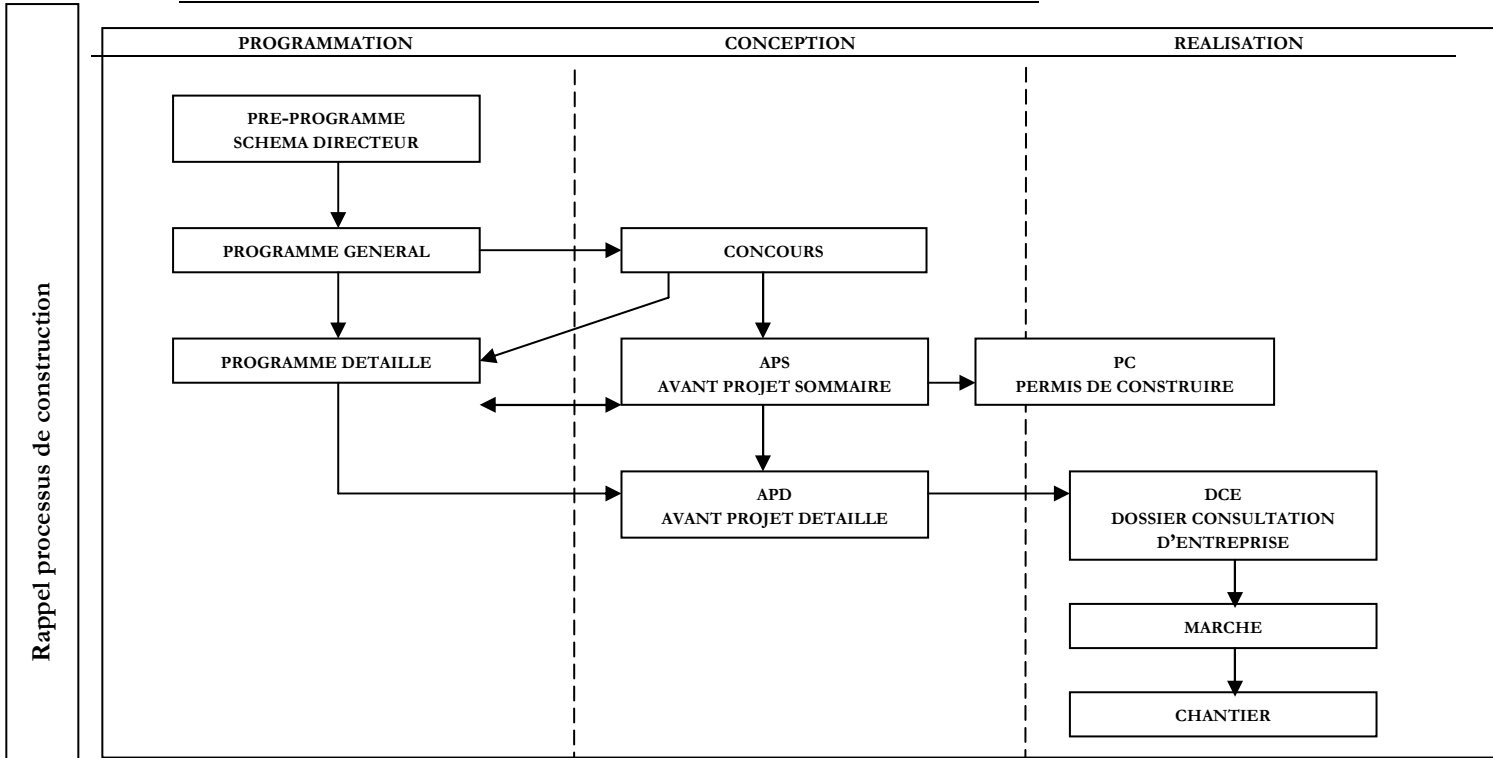 Rappel processus de construction
PROGRAMMATION
CONCEPTION
REALISATION
PRE-PROGRAMME
SCHEMA DIRECTEUR
PROGRAMME GENERAL
CONCOURS
PROGRAMME DETAILLE
APS
AVANT PROJET SOMMAIRE
PC
PERMIS DE CONSTRUIRE
APD
AVANT PROJET DETAILLE
DCE
DOSSIER CONSULTATION
D’ENTREPRISE
MARCHE
CHANTIER